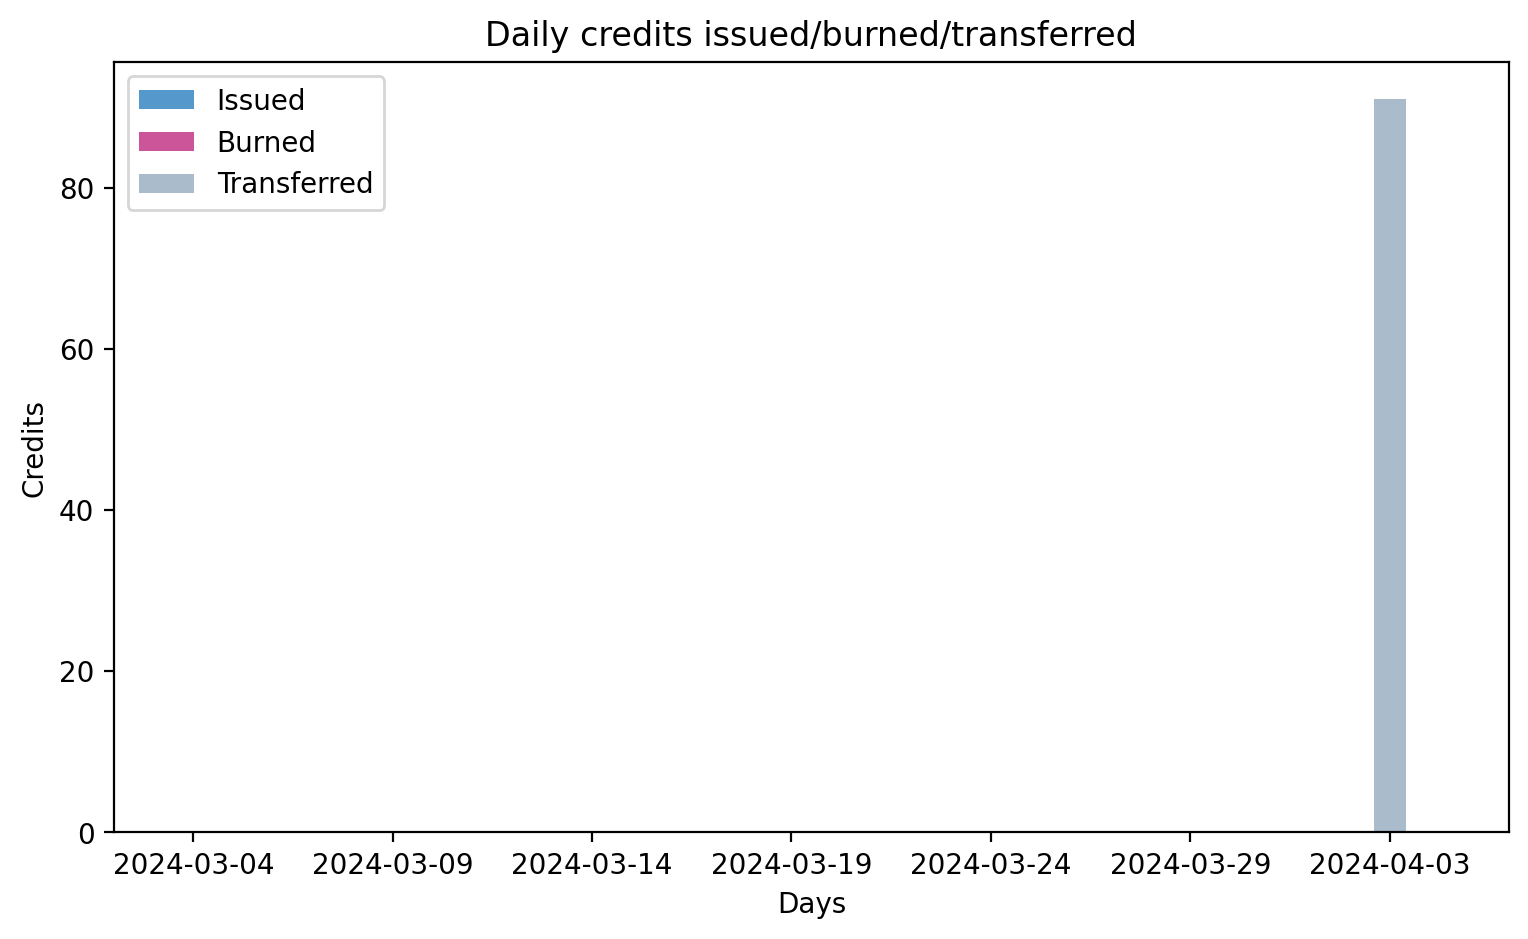 Daily credits issued/burned/transferred
Issued
Burned
Transferred
80
60
40
20
0
Credits
2024-03-04
2024-03-09
2024-03-14
2024-03-19
2024-03-24
2024-03-29
2024-04-03
Days